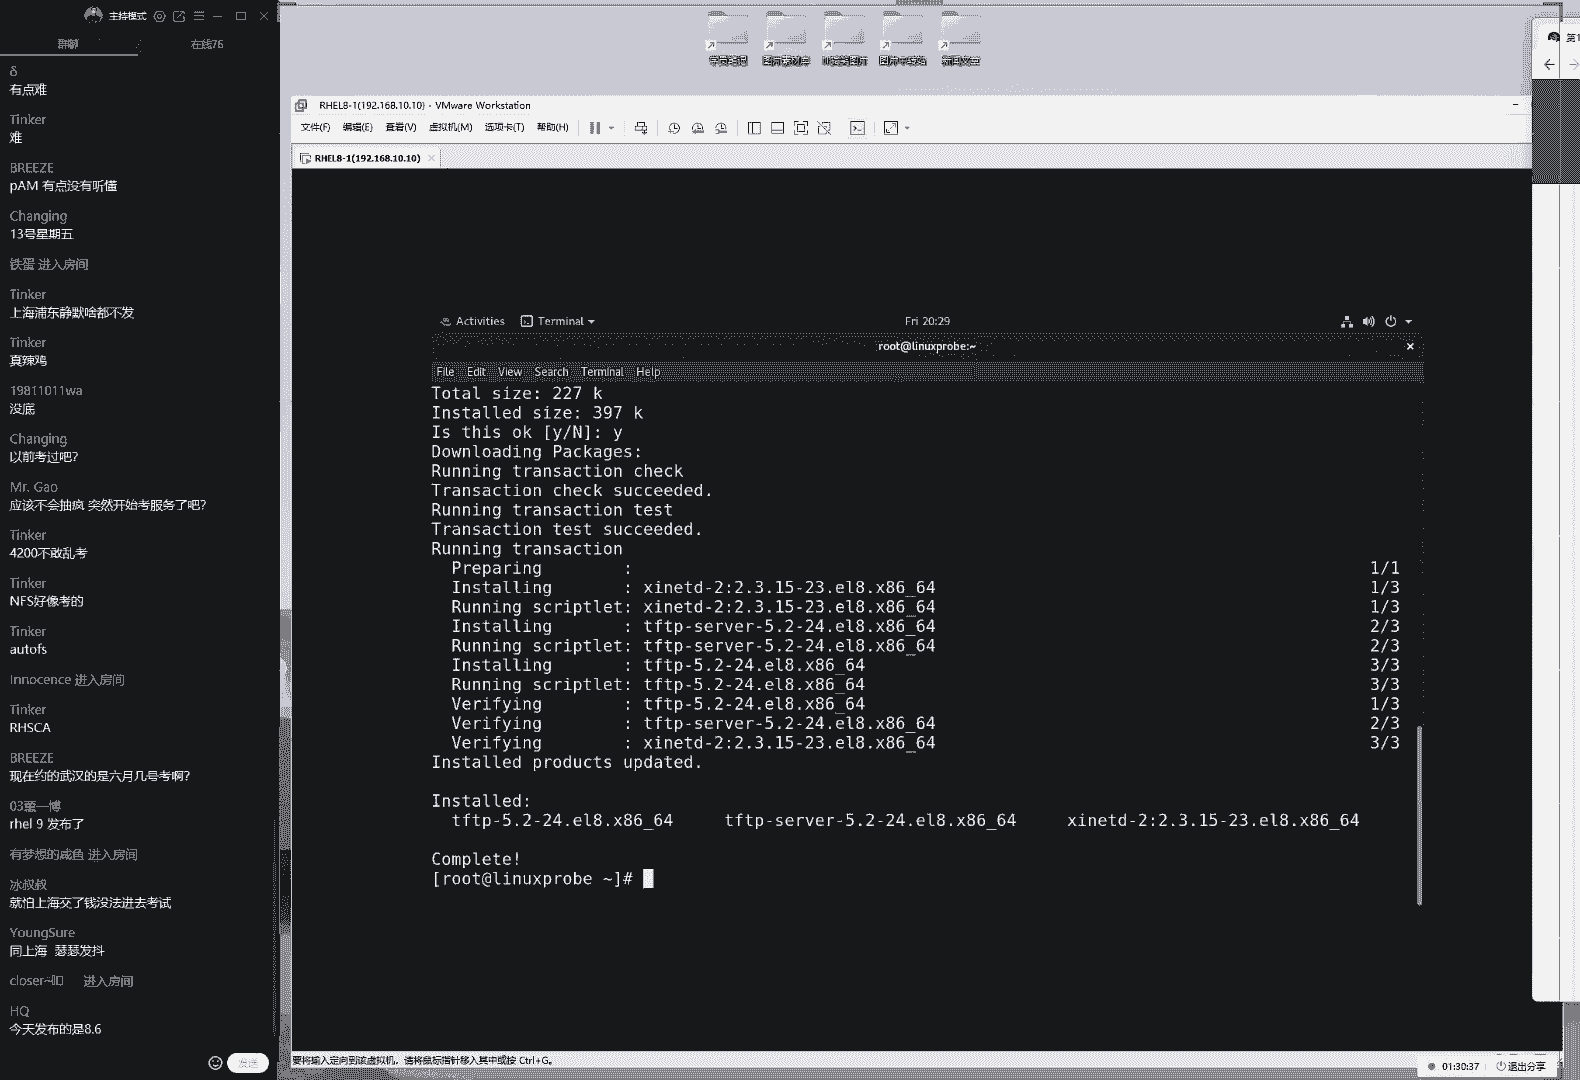 主持模式
群聊
在线76
δ
有点难
Tinker
难
BREEZE
pAM 有点没有听懂
Changing
13号星期五
铁蛋 进入房间
Tinker
上海浦东静默啥都不发
Tinker
真辣鸡
19811011wa
没底
Changing
以前考过吧?
Mr. Gao
应该不会抽疯 突然开始考服务了吧?
Tinker
4200不敢乱考
Tinker
NFS好像考的
Tinker
autofs
Innocence 进入房间
Tinker
RHSCA
BREEZE
现在约的武汉的是六月几号考啊?
03 一博
rhel 9 发布了
有梦想的咸鱼 进入房间
冰叔叔
就怕上海交了钱没法进去考试
YoungSure
同上海 瑟瑟发抖
closer~ 进入房间
HQ
今天发布的是8.6
发送
RHEL8-1(192.168.10.10) - VMware Workstation
文件(F) 编辑(E) 查看(V) 虚拟机(M) 选项卡(T) 帮助(H)
RHEL8-1(192.168.10.10)
Activities Terminal Fri 20:29
root@linuxprobe:~
File Edit View Search Terminal Help
Total size: 227 k
Installed size: 397 k
Is this ok [y/N]: y
Downloading Packages:
Running transaction check
Transaction check succeeded.
Running transaction test
Transaction test succeeded.
Running transaction
Preparing : 1/1
Installing : xinetd-2:2.3.15-23.el8.x86_64 1/3
Running scriptlet: xinetd-2:2.3.15-23.el8.x86_64 1/3
Installing : tftp-server-5.2-24.el8.x86_64 2/3
Running scriptlet: tftp-server-5.2-24.el8.x86_64 2/3
Installing : tftp-5.2-24.el8.x86_64 3/3
Running scriptlet: tftp-5.2-24.el8.x86_64 3/3
Verifying : tftp-5.2-24.el8.x86_64 1/3
Verifying : tftp-server-5.2-24.el8.x86_64 2/3
Verifying : xinetd-2:2.3.15-23.el8.x86_64 3/3
Installed products updated.
Installed:
tftp-5.2-24.el8.x86_64 tftp-server-5.2-24.el8.x86_64 xinetd-2:2.3.15-23.el8.x86_64
Complete!
[root@linuxprobe ~]#
要将输入定向到该虚拟机，请将鼠标指针移入其中或按 Ctrl+G。
01:30:37 退出分享